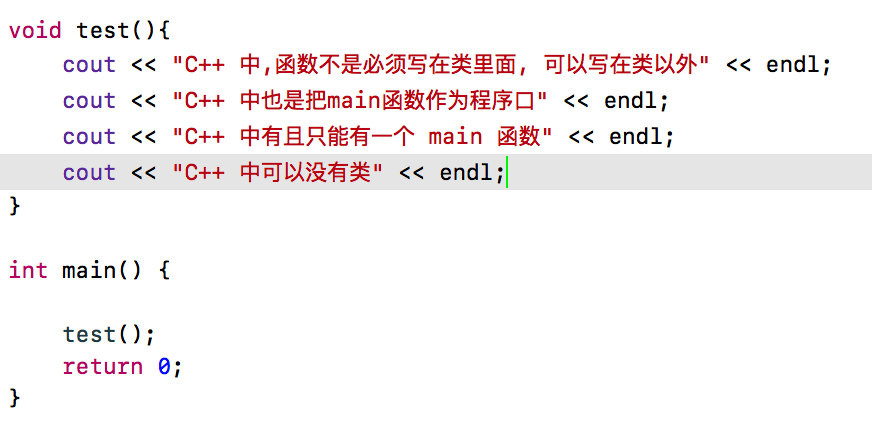 void test(){
    cout << "C++ 中,函数不是必须写在类里面, 可以写在类以外" << endl;
    cout << "C++ 中也是把main函数作为程序口" << endl;
    cout << "C++ 中有且只能有一个 main 函数" << endl;
    cout << "C++ 中可以没有类" << endl;
}
int main() {
    test();
    return 0;
}